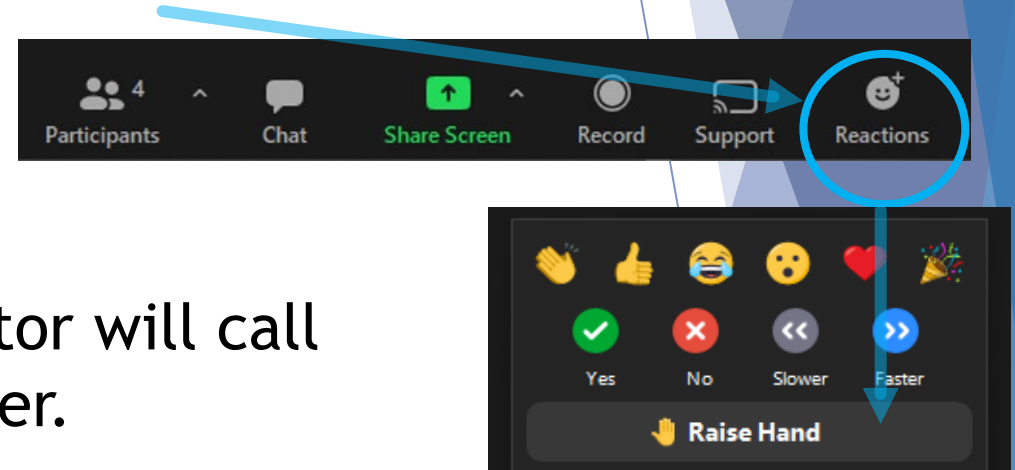 4
Participants Chat Share Screen Record Support Reactions
tor will call
er.
Yes No Slower Faster
Raise Hand